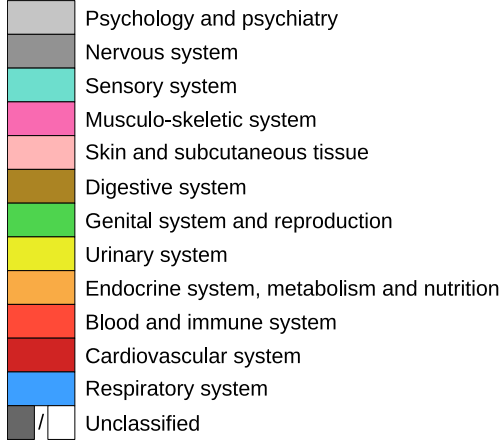 Psychology and psychiatry
Nervous system
Sensory system
Musculo-skeletic system
Skin and subcutaneous tissue
Digestive system
Genital system and reproduction
Urinary system
Endocrine system, metabolism and nutrition
Blood and immune system
Cardiovascular system
Respiratory system
/ Unclassified